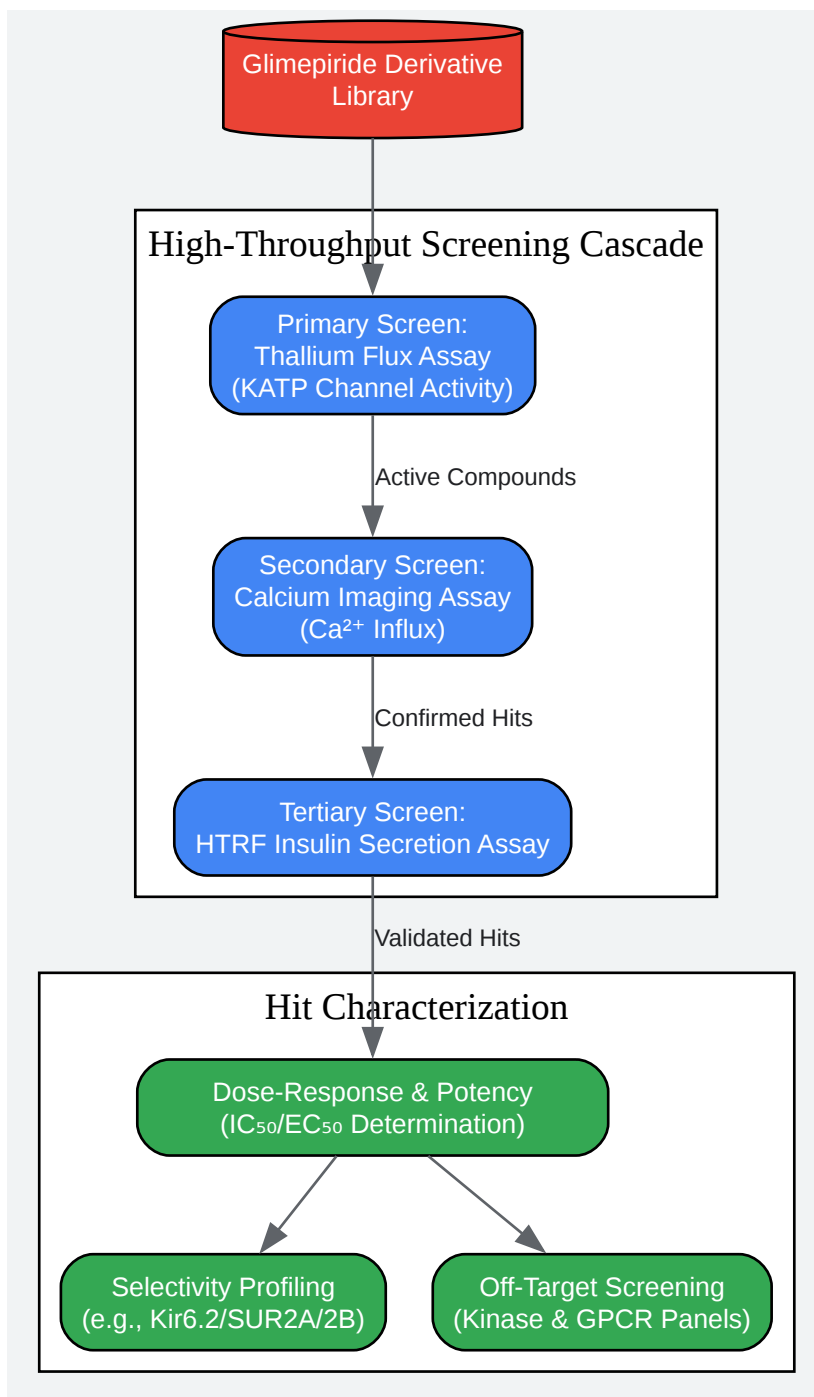 Glimepiride Derivative
Library
High-Throughput Screening Cascade
Primary Screen:
Thallium Flux Assay
(KATP Channel Activity)
Active Compounds
Secondary Screen:
Calcium Imaging Assay
(Ca²⁺ Influx)
Confirmed Hits
Tertiary Screen:
HTRF Insulin Secretion Assay
Validated Hits
Hit Characterization
Dose-Response & Potency
(IC₅₀/EC₅₀ Determination)
Selectivity Profiling
(e.g., Kir6.2/SUR2A/2B)
Off-Target Screening
(Kinase & GPCR Panels)